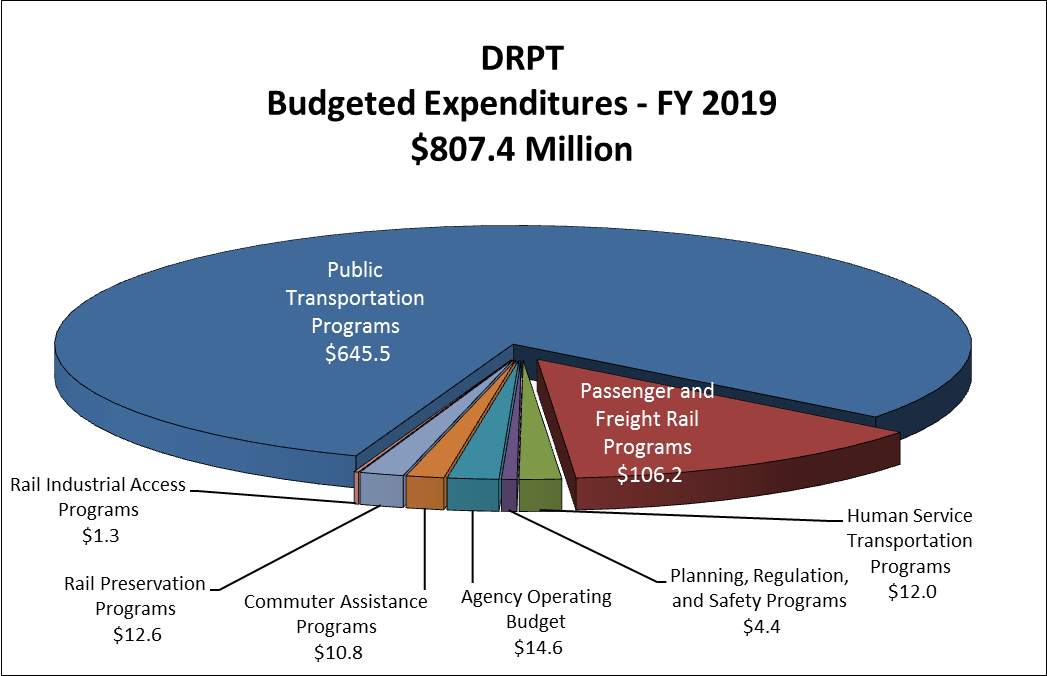 DRPT
Budgeted Expenditures - FY 2019
$807.4 Million
Public
Transportation
Programs
$645.5
Passenger and
Freight Rail
Programs
$106.2
Rail Industrial Access
Programs
$1.3
Rail Preservation
Programs
$12.6
Commuter Assistance
Programs
$10.8
Agency Operating
Budget
$14.6
Planning, Regulation,
and Safety Programs
$4.4
Human Service
Transportation
Programs
$12.0